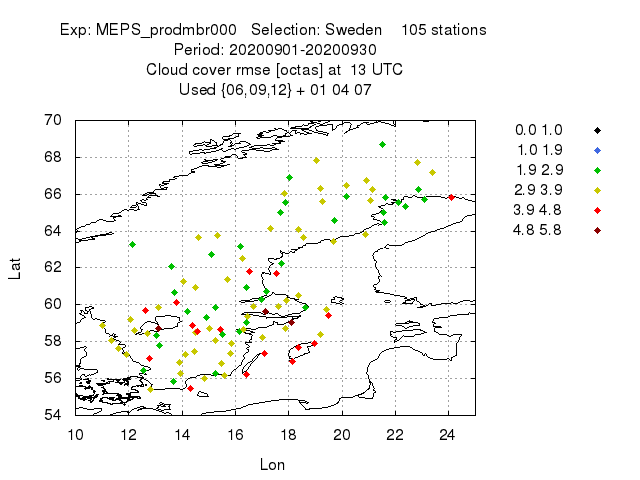 Exp: MEPS_prodmbr000 Selection: Sweden 105 stations
Period: 20200901-20200930
Cloud cover rmse [octas] at 13 UTC
Used {06,09,12} + 01 04 07
0.0 1.0
1.0 1.9
1.9 2.9
2.9 3.9
3.9 4.8
4.8 5.8
Lat
70
68
66
64
62
60
58
56
54
10 12 14 16 18 20 22 24
Lon